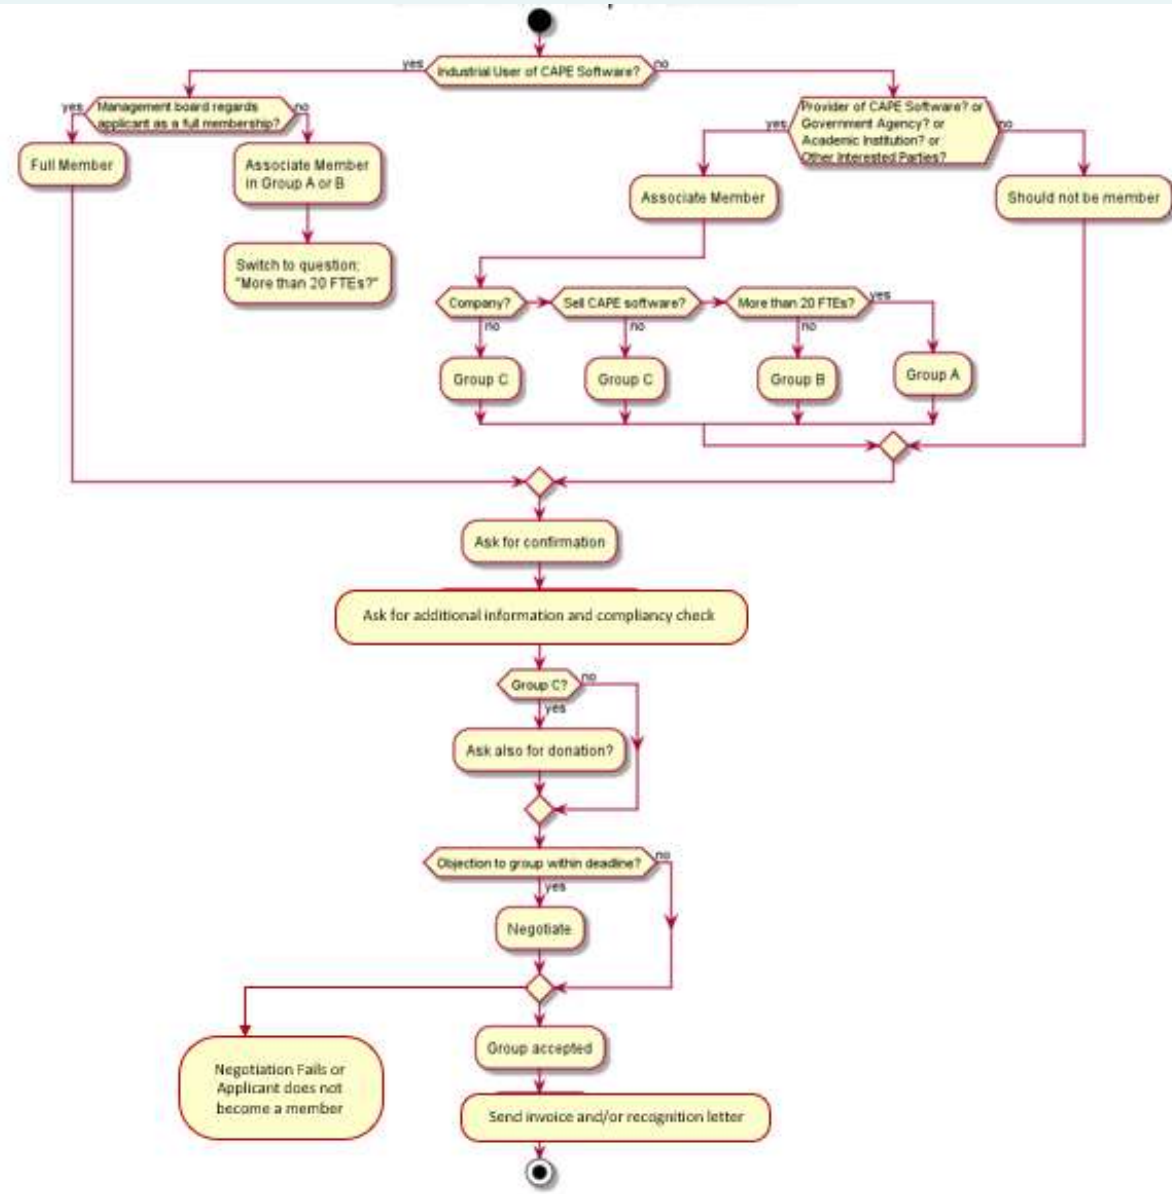 Industrial User of CAPE Software?
yes
no
Management board regards
applicant as a full membership?
yes
no
Provider of CAPE Software? or
Government Agency? or
Academic Institution? or
Other Interested Parties?
yes
no
Full Member
Associate Member
in Group A or B
Switch to question:
"More than 20 FTEs?"
Associate Member
Should not be member
Company?
Sell CAPE software?
More than 20 FTEs?
yes
no
no
no
Group C
Group C
Group B
Group A
Ask for confirmation
Ask for additional information and compliancy check
Group C?
no
yes
Ask also for donation?
Objection to group within deadline?
no
yes
Negotiate
Group accepted
Negotiation Fails or
Applicant does not
become a member
Send invoice and/or recognition letter